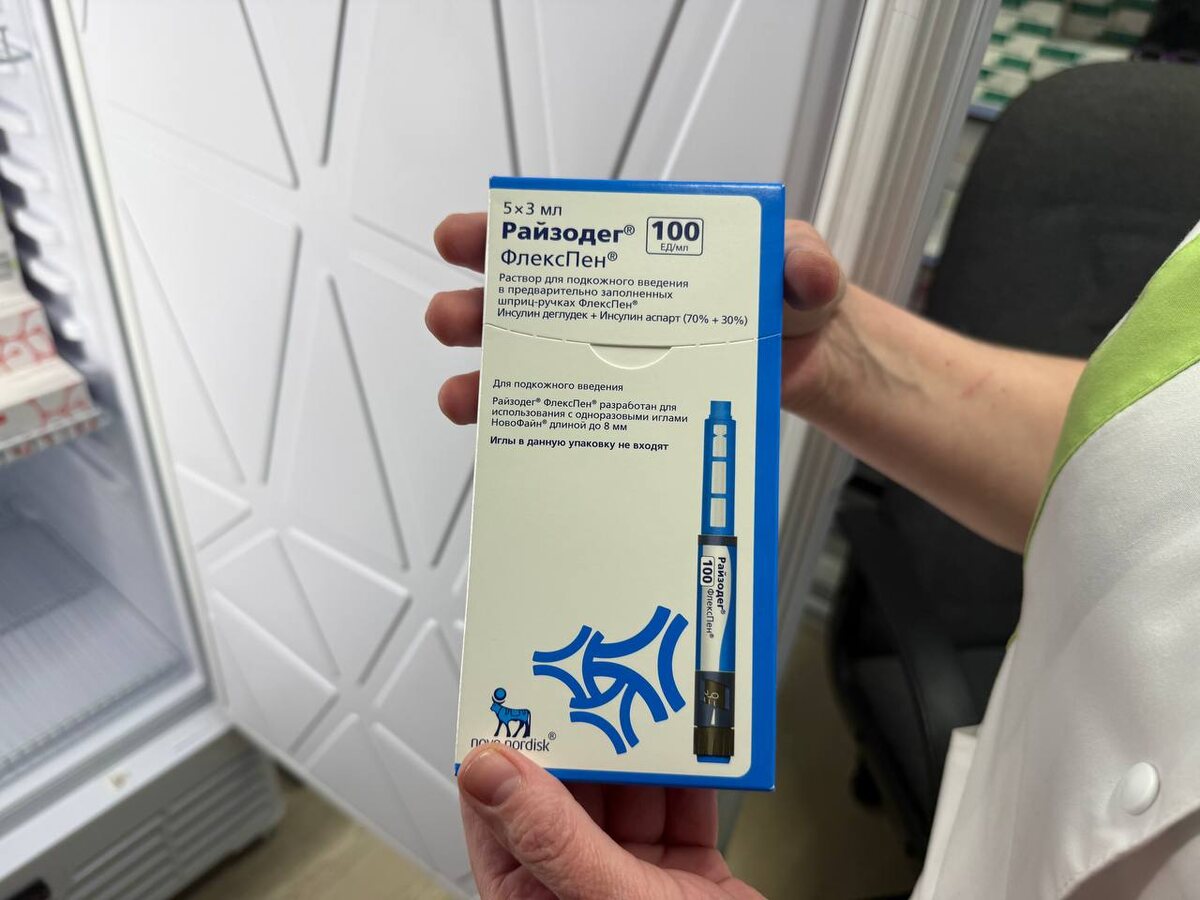 5×3 мл
Райзодег®
100
ЕД/мл
ФлексПен®
Раствор для подкожного введения
в предварительно заполненных
шприц-ручках ФлексПен®
Инсулин деглудек + Инсулин аспарт (70% + 30%)
Для подкожного введения
Райзодег® ФлексПен® разработан для
использования с одноразовыми иглами
НовоФайн® длиной до 8 мм
Иглы в данную упаковку не входят
Райзодег®
100 ФлексПен®
novo nordisk®